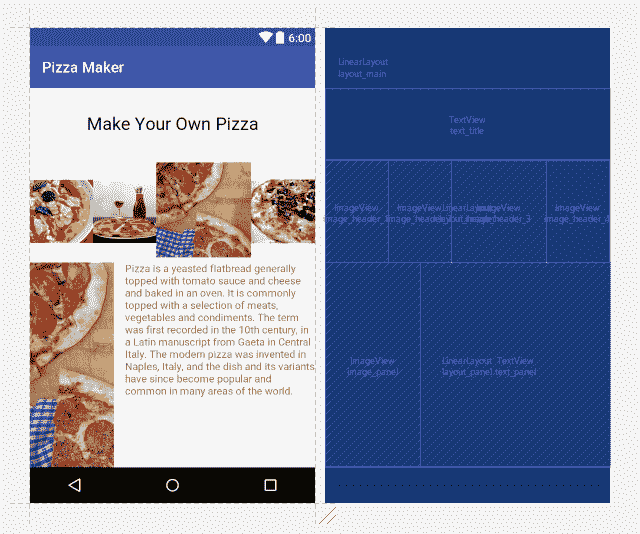 6:00
Pizza Maker
Make Your Own Pizza
Pizza is a yeasted flatbread generally
topped with tomato sauce and cheese
and baked in an oven. It is commonly
topped with a selection of meats,
vegetables and condiments. The term
was first recorded in the 10th century, in
a Latin manuscript from Gaeta in Central
Italy. The modern pizza was invented in
Naples, Italy, and the dish and its variants
have since become popular and
common in many areas of the world.
LinearLayout
layout_main
TextView
text_title
ImageView ImageView ImageView ImageView
image_header_3 image_header_4
ImageView
image_panel
LinearLayout TextView
layout_panel text_panel